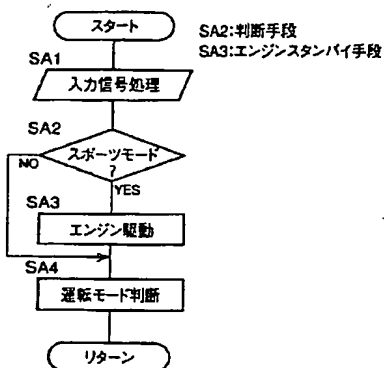 スタート
SA2:判断手段
SA3:エンジンスタンバイ手段
SA1
入力信号処理
SA2
スポーツモード
?
NO
YES
SA3
エンジン駆動
SA4
運転モード判断
リターン